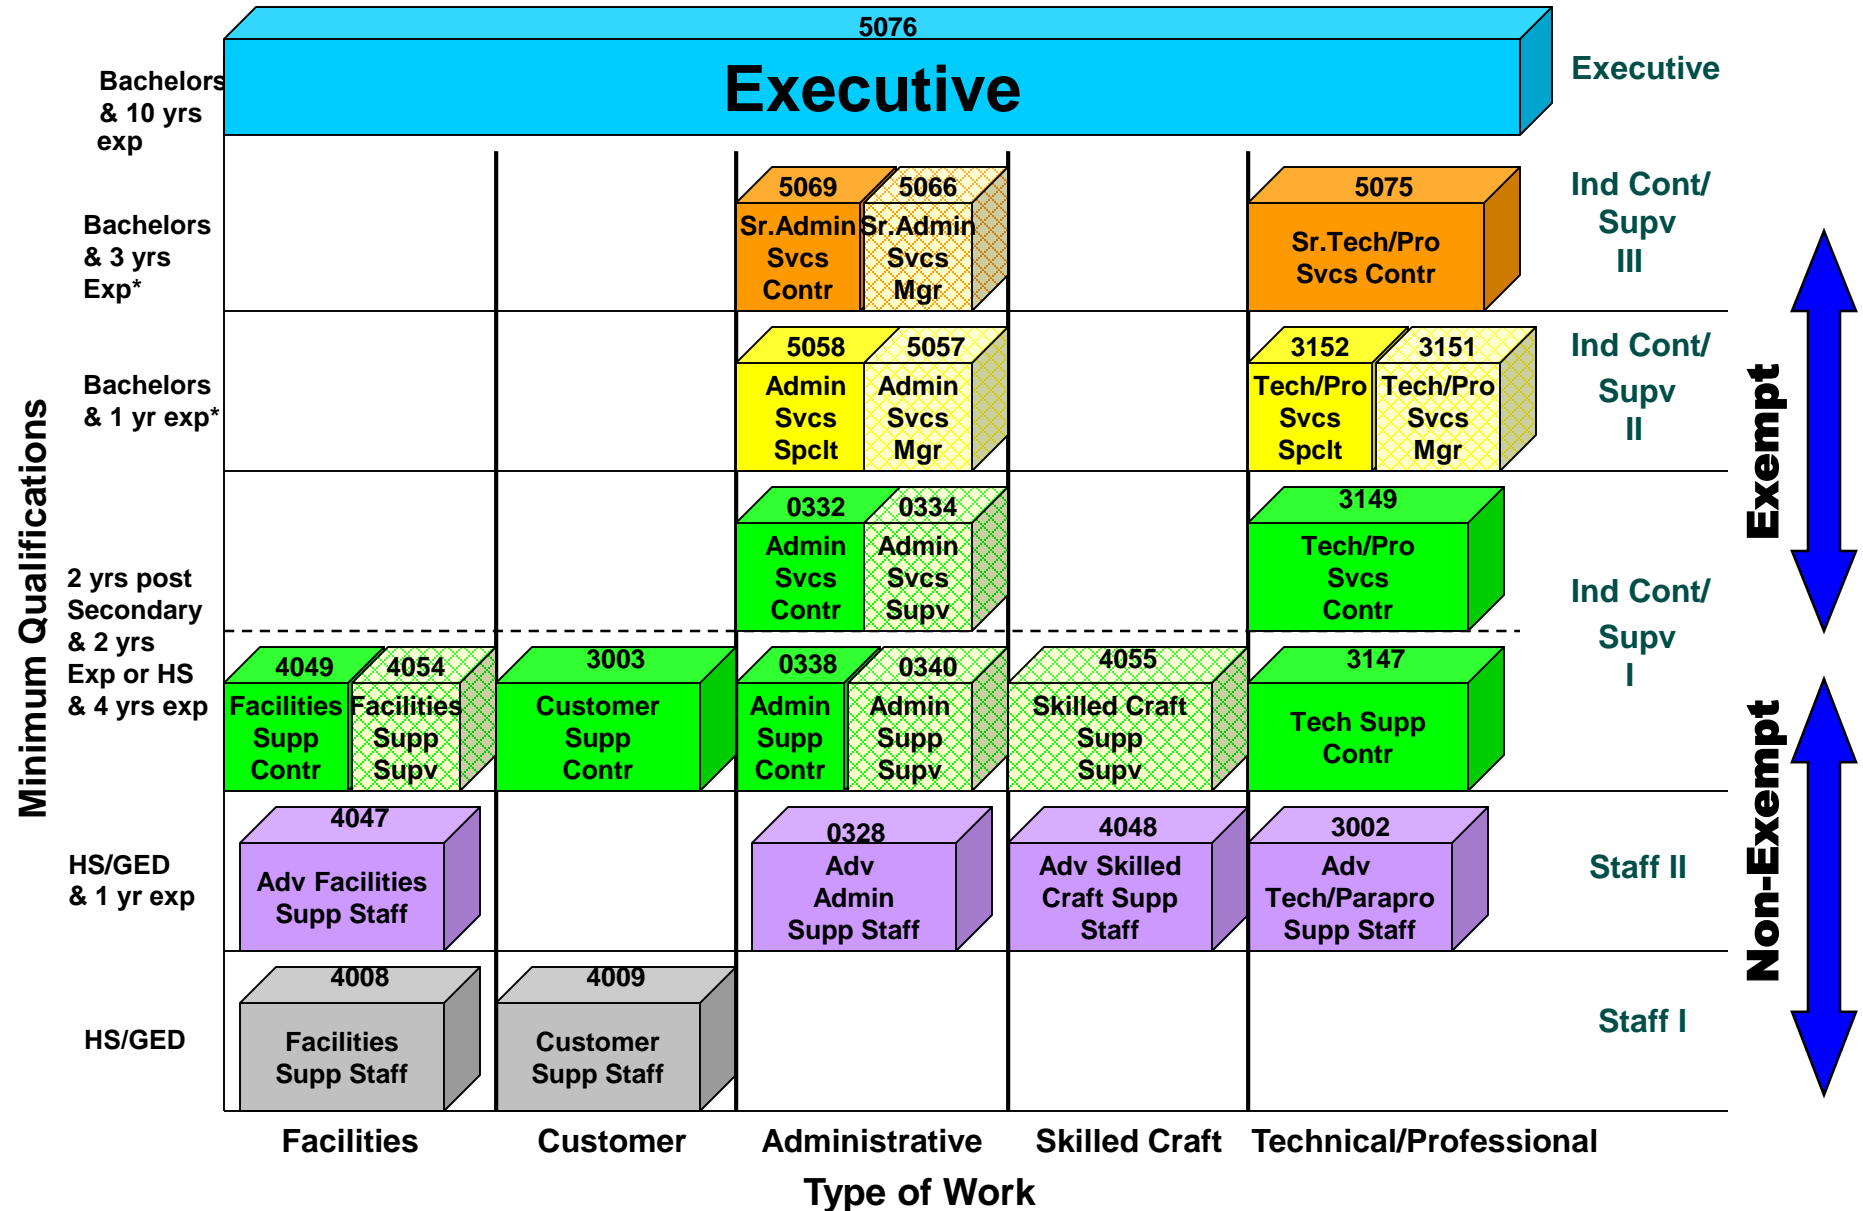 5076
Executive
Executive
Bachelors
& 10 yrs
exp
5069
5066
5075
Ind Cont/
Supv
III
Bachelors
& 3 yrs
Exp*
Sr.Admin
Svcs
Contr
Sr.Admin
Svcs
Mgr
Sr.Tech/Pro
Svcs Contr
5058
5057
3152
3151
Ind Cont/
Supv
II
Bachelors
& 1 yr exp*
Admin
Svcs
Spclt
Admin
Svcs
Mgr
Tech/Pro
Svcs
Spclt
Tech/Pro
Svcs
Mgr
Exempt
Minimum Qualifications
0332
0334
3149
Admin
Svcs
Contr
Admin
Svcs
Supv
Tech/Pro
Svcs
Contr
2 yrs post
Secondary
& 2 yrs
Exp or HS
& 4 yrs exp
Ind Cont/
Supv
I
4049
4054
3003
0338
0340
4055
3147
Facilities
Supp
Contr
Facilities
Supp
Supv
Customer
Supp
Contr
Admin
Supp
Contr
Admin
Supp
Supv
Skilled Craft
Supp
Supv
Tech Supp
Contr
Non-Exempt
4047
0328
4048
3002
HS/GED
& 1 yr exp
Adv Facilities
Supp Staff
Adv
Admin
Supp Staff
Adv Skilled
Craft Supp
Staff
Adv
Tech/Parapro
Supp Staff
Staff II
4008
4009
HS/GED
Facilities
Supp Staff
Customer
Supp Staff
Staff I
Facilities
Customer
Administrative
Skilled Craft
Technical/Professional
Type of Work